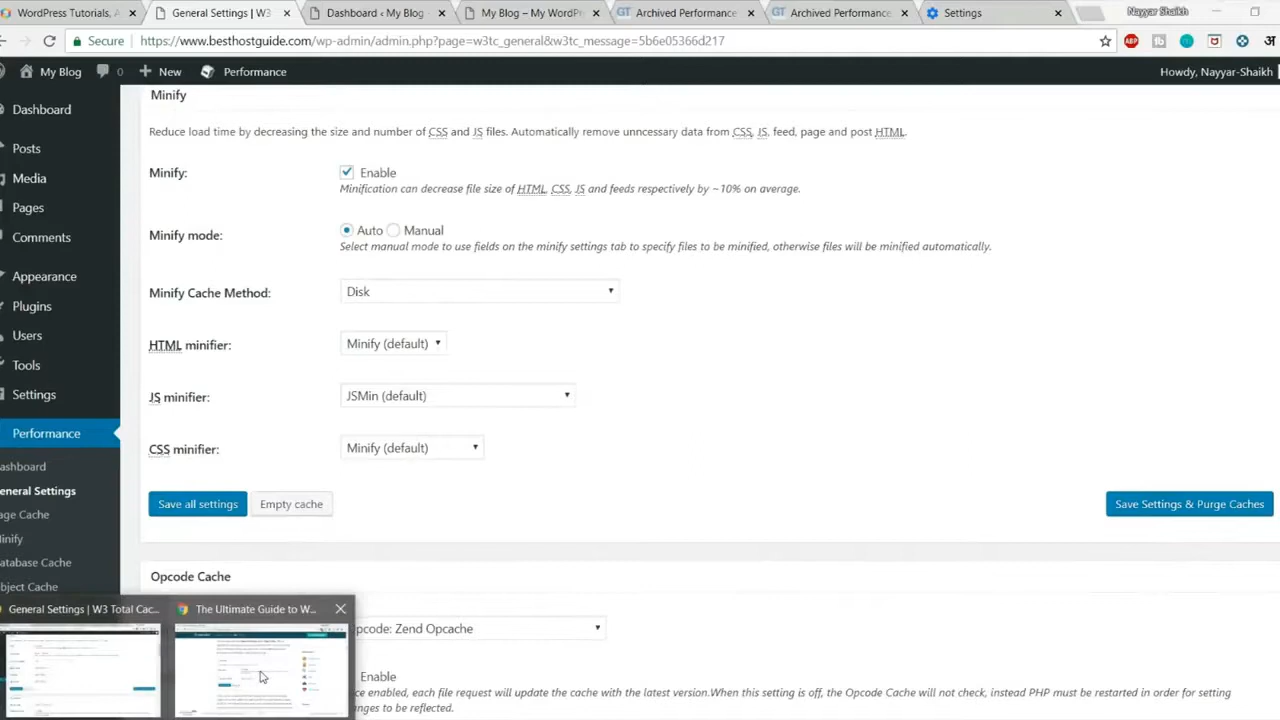 WordPress Tutorials, A
General Settings | W3
Dashboard ‹ My Blog
My Blog – My WordPr
GT Archived Performance
GT Archived Performance
Settings
Nayyar Shaikh
Secure
https://www.besthostguide.com/wp-admin/admin.php?page=w3tc_general&w3tc_message=5b6e05366d217
ABP
अ
My Blog
0
New
Performance
Howdy, Nayyar-Shaikh
Dashboard
Posts
Media
Pages
Comments
Appearance
Plugins
Users
Tools
Settings
Performance
ashboard
eneral Settings
age Cache
inify
atabase Cache
bject Cache
Minify
Reduce load time by decreasing the size and number of CSS and JS files. Automatically remove unncessary data from CSS, JS, feed, page and post HTML.
Minify:
Enable
Minification can decrease file size of HTML, CSS, JS and feeds respectively by ~10% on average.
Minify mode:
Auto Manual
Select manual mode to use fields on the minify settings tab to specify files to be minified, otherwise files will be minified automatically.
Minify Cache Method:
Disk
HTML minifier:
Minify (default)
JS minifier:
JSMin (default)
CSS minifier:
Minify (default)
Save all settings
Empty cache
Save Settings & Purge Caches
Opcode Cache
pcode: Zend Opcache
Enable
ce enabled, each file request will update the cache with the latest version. When this setting is off, the Opcode Cache will not check, instead PHP must be restarted in order for setting
nges to be reflected.
General Settings | W3 Total Cac...
The Ultimate Guide to W...